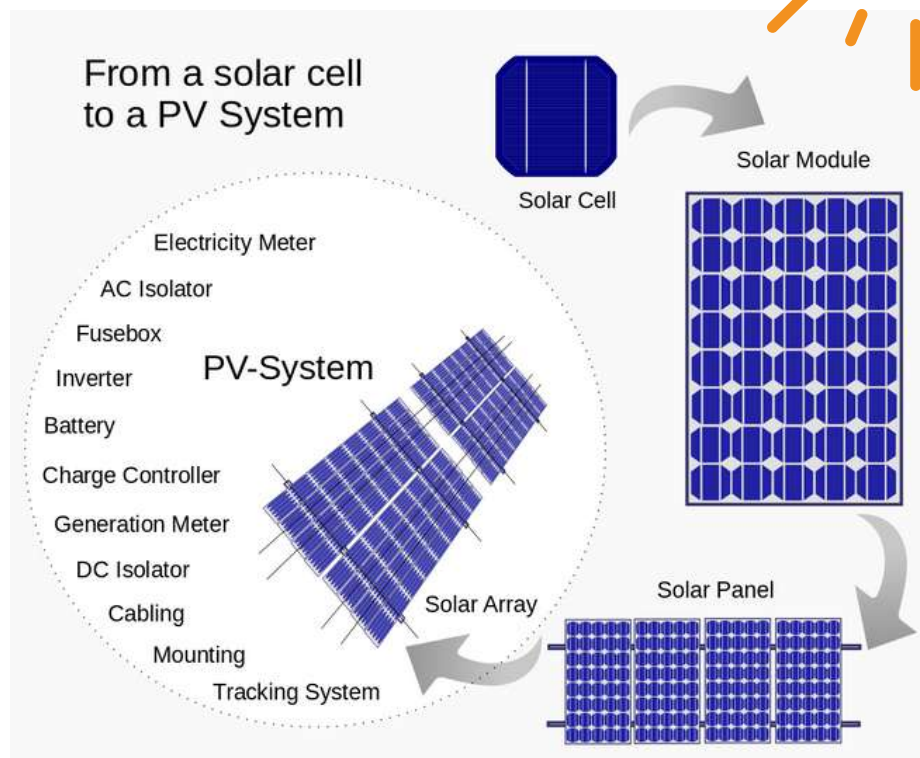 From a solar cell
to a PV System
Solar Cell
Solar Module
Solar Panel
Solar Array
PV-System
Electricity Meter
AC Isolator
Fusebox
Inverter
Battery
Charge Controller
Generation Meter
DC Isolator
Cabling
Mounting
Tracking System